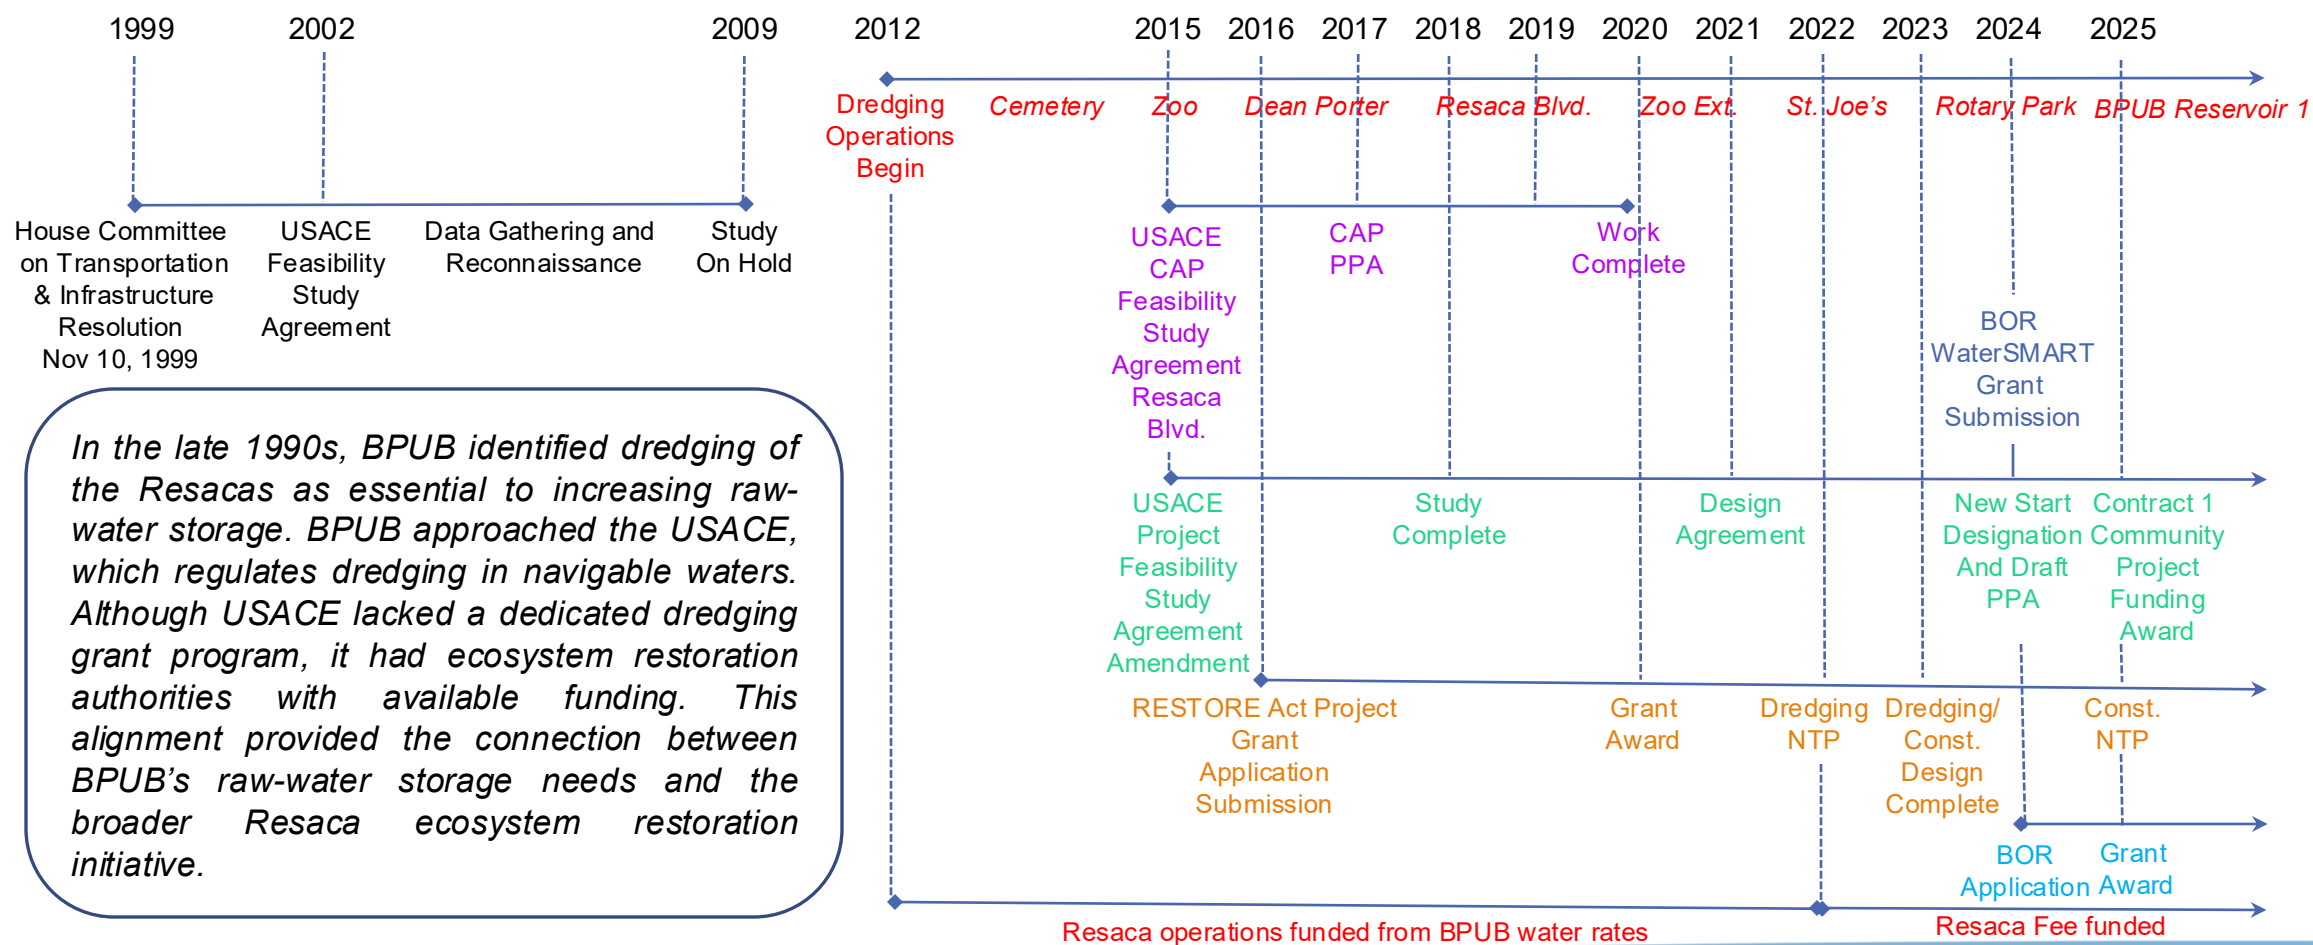 1999 2002 2009 2012 2015 2016 2017 2018 2019 2020 2021 2022 2023 2024 2025
Dredging
Operations
Begin
Cemetery Zoo Dean Porter Resaca Blvd. Zoo Ext. St. Joe’s Rotary Park BPUB Reservoir 1
House Committee
on Transportation
& Infrastructure
Resolution
Nov 10, 1999
USACE
Feasibility
Study
Agreement
Data Gathering and
Reconnaissance
Study
On Hold
USACE
CAP
Feasibility
Study
Agreement
Resaca
Blvd.
CAP
PPA
Work
Complete
BOR
WaterSMART
Grant
Submission
In the late 1990s, BPUB identified dredging of
the Resacas as essential to increasing raw-
water storage. BPUB approached the USACE,
which regulates dredging in navigable waters.
Although USACE lacked a dedicated dredging
grant program, it had ecosystem restoration
authorities with available funding. This
alignment provided the connection between
BPUB’s raw-water storage needs and the
broader Resaca ecosystem restoration
initiative.
USACE
Project
Feasibility
Study
Agreement
Amendment
Study
Complete
Design
Agreement
New Start
Designation
And Draft
PPA
Contract 1
Community
Project
Funding
Award
RESTORE Act Project
Grant
Application
Submission
Grant
Award
Dredging
NTP
Dredging/
Const.
Design
Complete
Const.
NTP
BOR
Application
Grant
Award
Resaca operations funded from BPUB water rates
Resaca Fee funded